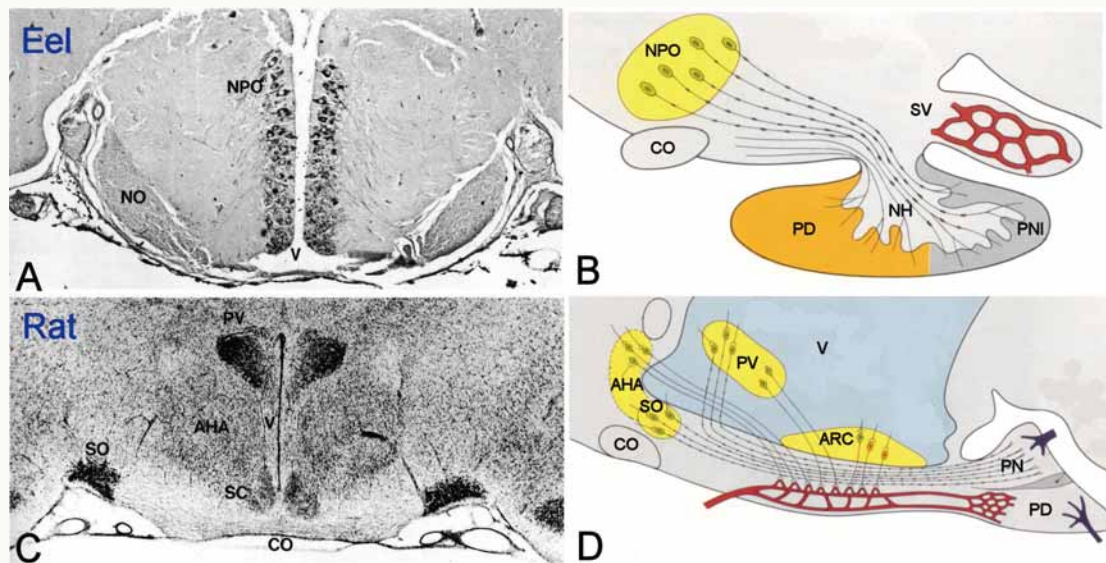 Eel
NPO
NO
V
A
NPO
CO
SV
NH
PD
PNI
B
Rat
PV
V
AHA
SO
SC
CO
C
PV
V
AHA
SO
CO
ARC
PN
PD
D